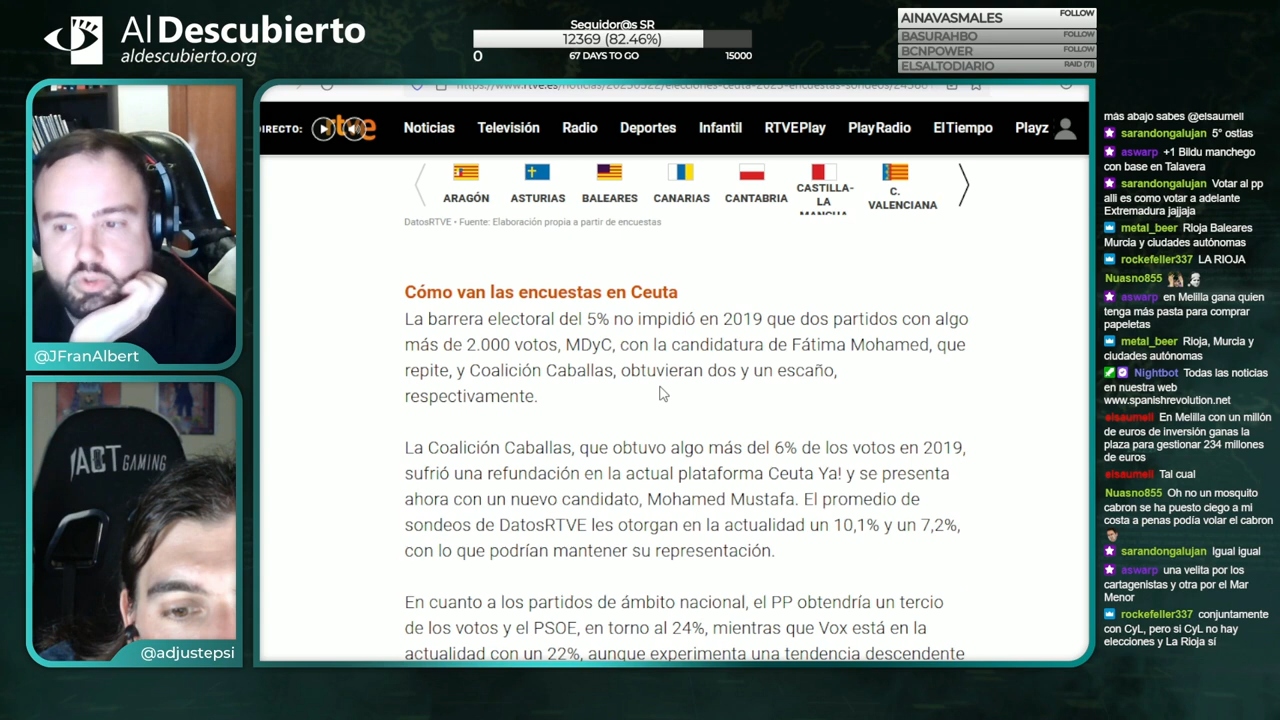 Al Descubierto
aldescubierto.org
Seguidor@s SR
12369 (82.46%)
0
67 DAYS TO GO
15000
AINAVASMALES FOLLOW
BASURAHBO FOLLOW
BCNPOWER FOLLOW
ELSALTODIARIO RAID (71)
@JFranAlbert
ACT GAMING
@adjustepsi
DIRECTO:
rtve
Noticias Televisión Radio Deportes Infantil RTVEPlay PlayRadio ElTiempo Playz
ARAGÓN
ASTURIAS
BALEARES
CANARIAS
CANTABRIA
CASTILLA-
LA
MANCHA
C.
VALENCIANA
DatosRTVE • Fuente: Elaboración propia a partir de encuestas
Cómo van las encuestas en Ceuta
La barrera electoral del 5% no impidió en 2019 que dos partidos con algo
más de 2.000 votos, MDyC, con la candidatura de Fátima Mohamed, que
repite, y Coalición Caballas, obtuvieran dos y un escaño,
respectivamente.
La Coalición Caballas, que obtuvo algo más del 6% de los votos en 2019,
sufrió una refundación en la actual plataforma Ceuta Ya! y se presenta
ahora con un nuevo candidato, Mohamed Mustafa. El promedio de
sondeos de DatosRTVE les otorgan en la actualidad un 10,1% y un 7,2%,
con lo que podrían mantener su representación.
En cuanto a los partidos de ámbito nacional, el PP obtendría un tercio
de los votos y el PSOE, en torno al 24%, mientras que Vox está en la
actualidad con un 22%, aunque experimenta una tendencia descendente
más abajo sabes @elsaumell
sarandongalujan 5º ostias
aswarp +1 Bildu manchego
con base en Talavera
sarandongalujan Votar al pp
alli es como votar a adelante
Extremadura jajjaja
metal_beer Rioja Baleares
Murcia y ciudades autónomas
rockefeller337 LA RIOJA
Nuasno855
aswarp en Melilla gana quien
tenga más pasta para comprar
papeletas
metal_beer Rioja, Murcia y
ciudades autónomas
Nightbot Todas las noticias
en nuestra web
www.spanishrevolution.net
elsaumell En Melilla con un millón
de euros de inversión ganas la
plaza para gestionar 234 millones
de euros
elsaumell Tal cual
Nuasno855 Oh no un mosquito
cabron se ha puesto ciego a mi
costa a penas podía volar el cabron
sarandongalujan Igual igual
aswarp una velita por los
cartagenistas y otra por el Mar
Menor
rockefeller337 conjuntamente
con CyL, pero si CyL no hay
elecciones y La Rioja sí